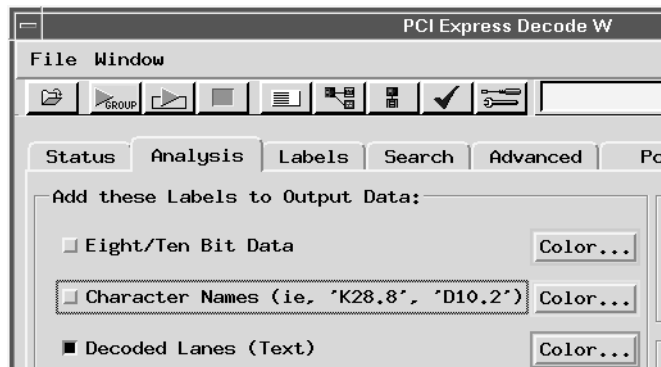 PCI Express Decode W
File Window
GROUP
Status Analysis Labels Search Advanced Po
Add these Labels to Output Data:
Eight/Ten Bit Data Color...
Character Names (ie, 'K28.8', 'D10.2') Color...
Decoded Lanes (Text) Color...